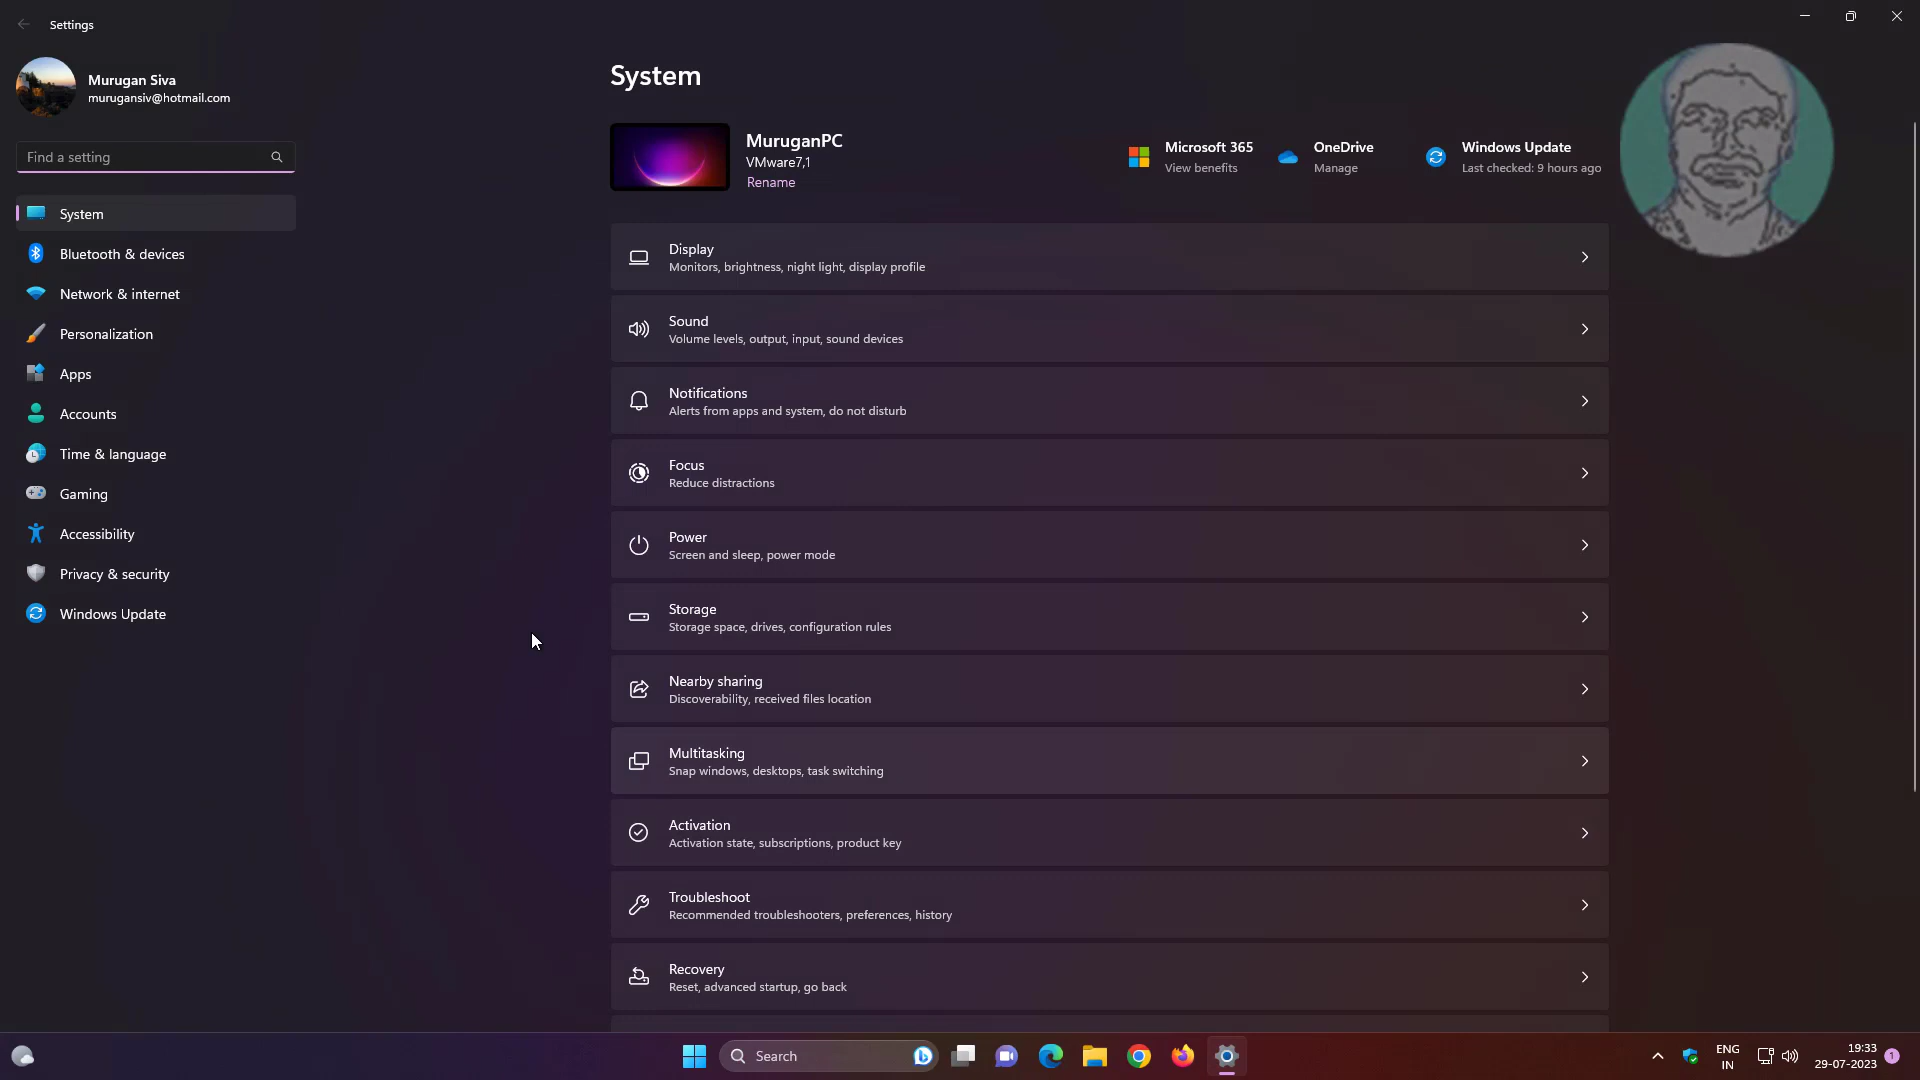 Settings
Murugan Siva
murugansiv@hotmail.com
Find a setting
System
Bluetooth & devices
Network & internet
Personalization
Apps
Accounts
Time & language
Gaming
Accessibility
Privacy & security
Windows Update
System
MuruganPC
VMware7,1
Rename
Microsoft 365
View benefits
OneDrive
Manage
Windows Update
Last checked: 9 hours ago
Display
Monitors, brightness, night light, display profile
Sound
Volume levels, output, input, sound devices
Notifications
Alerts from apps and system, do not disturb
Focus
Reduce distractions
Power
Screen and sleep, power mode
Storage
Storage space, drives, configuration rules
Nearby sharing
Discoverability, received files location
Multitasking
Snap windows, desktops, task switching
Activation
Activation state, subscriptions, product key
Troubleshoot
Recommended troubleshooters, preferences, history
Recovery
Reset, advanced startup, go back
Search
ENG
IN
19:33
29-07-2023
1